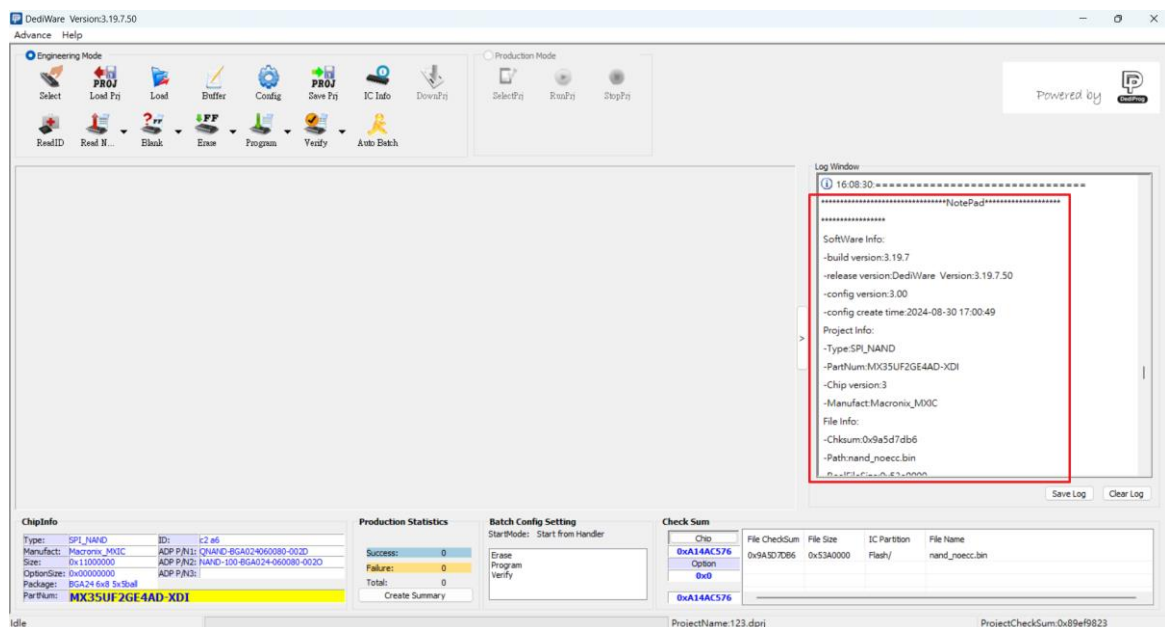 DediWare Version:3.19.7.50
Advance Help
Engineering Mode
Production Mode
Select Load Prj Load Buffer Config Save Prj IC Info DownPrj
SelectPrj RunPrj StopPrj
ReadID Read N... Blank Erase Program Verify Auto Batch
Powered by DediProg
Log Window
16:08:30:===============================
*********************************NotePad********************
*****************
SoftWare Info:
-build version:3.19.7
-release version:DediWare Version:3.19.7.50
-config version:3.00
-config create time:2024-08-30 17:00:49
Project Info:
-Type:SPI_NAND
-PartNum:MX35UF2GE4AD-XDI
-Chip version:3
-Manufact:Macronix_MXIC
File Info:
-Chksum:0x9a5d7db6
-Path:nand_noecc.bin
-RealFileSize:0x53a0000
Save Log Clear Log
ChipInfo
Type: SPI_NAND ID: c2 a6
Manufact: Macronix_MXIC ADP P/N1: QNAND-BGA024060080-002D
Size: 0x11000000 ADP P/N2: NAND-100-BGA024-060080-002O
OptionSize: 0x00000000 ADP P/N3:
Package: BGA24 6x8 5x5ball
PartNum: MX35UF2GE4AD-XDI
Production Statistics
Success: 0
Failure: 0
Total: 0
Create Summary
Batch Config Setting
StartMode: Start from Handler
Erase
Program
Verify
Check Sum
Chip
0xA14AC576
Option
0x0
0xA14AC576
File CheckSum File Size IC Partition File Name
0x9A5D7DB6 0x53A0000 Flash/ nand_noecc.bin
Idle
ProjectName:123.dprj
ProjectCheckSum:0x89ef9823